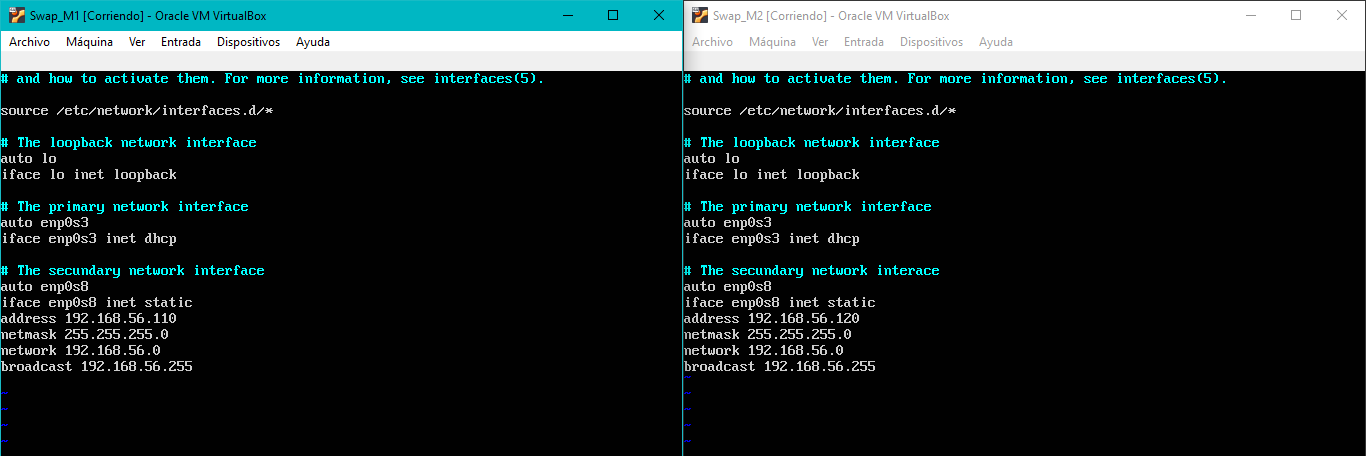 Swap_M1 [Corriendo] - Oracle VM VirtualBox
Archivo Máquina Ver Entrada Dispositivos Ayuda
# and how to activate them. For more information, see interfaces(5).
source /etc/network/interfaces.d/*
# The loopback network interface
auto lo
iface lo inet loopback
# The primary network interface
auto enp0s3
iface enp0s3 inet dhcp
# The secundary network interface
auto enp0s8
iface enp0s8 inet static
address 192.168.56.110
netmask 255.255.255.0
network 192.168.56.0
broadcast 192.168.56.255
~
~
~
~
Swap_M2 [Corriendo] - Oracle VM VirtualBox
Archivo Máquina Ver Entrada Dispositivos Ayuda
# and how to activate them. For more information, see interfaces(5).
source /etc/network/interfaces.d/*
# The loopback network interface
auto lo
iface lo inet loopback
# The primary network interface
auto enp0s3
iface enp0s3 inet dhcp
# The secundary network interace
auto enp0s8
iface enp0s8 inet static
address 192.168.56.120
netmask 255.255.255.0
network 192.168.56.0
broadcast 192.168.56.255
~
~
~
~
~